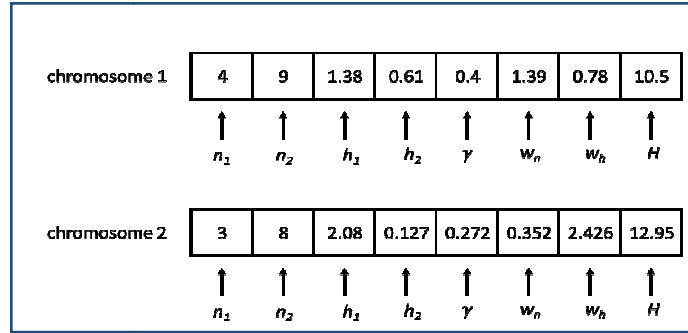 chromosome 1 4 9 1.38 0.61 0.4 1.39 0.78 10.5
n₁ n₂ h₁ h₂ γ wₙ wₕ H
chromosome 2 3 8 2.08 0.127 0.272 0.352 2.426 12.95
n₁ n₂ h₁ h₂ γ wₙ wₕ H